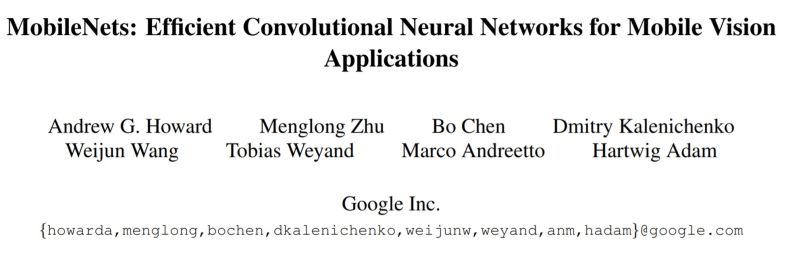 MobileNets: Efficient Convolutional Neural Networks for Mobile Vision
Applications
Andrew G. Howard Menglong Zhu Bo Chen Dmitry Kalenichenko
Weijun Wang Tobias Weyand Marco Andreetto Hartwig Adam
Google Inc.
{howarda,menglong,bochen,dkalenichenko,weijunw,weyand,anm,hadam}@google.com